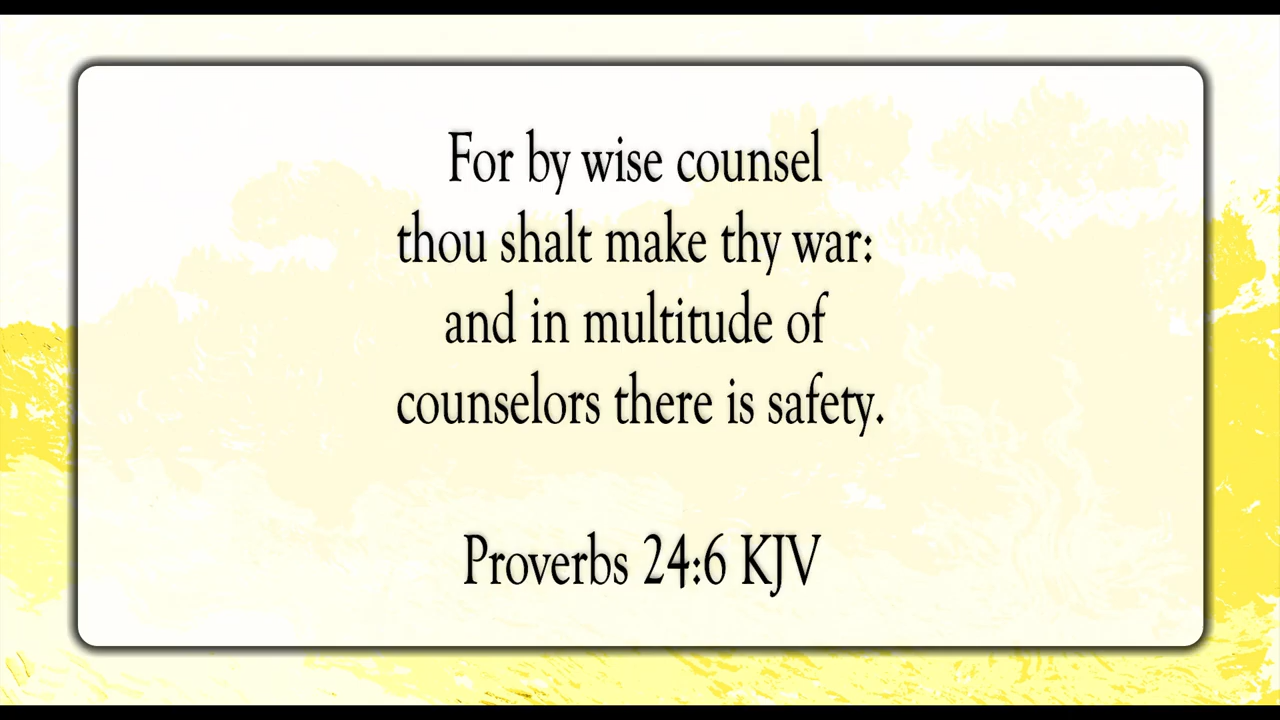 For by wise counsel
thou shalt make thy war:
and in multitude of
counselors there is safety.
Proverbs 24:6 KJV